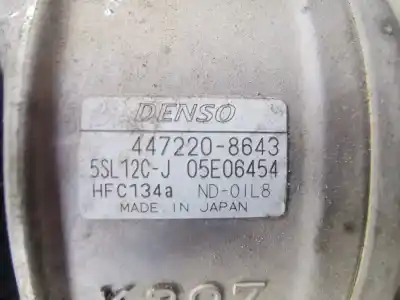 DENSO
447220-8643
5SL12C-J 05E06454
HFC134a ND-OIL8
MADE IN JAPAN